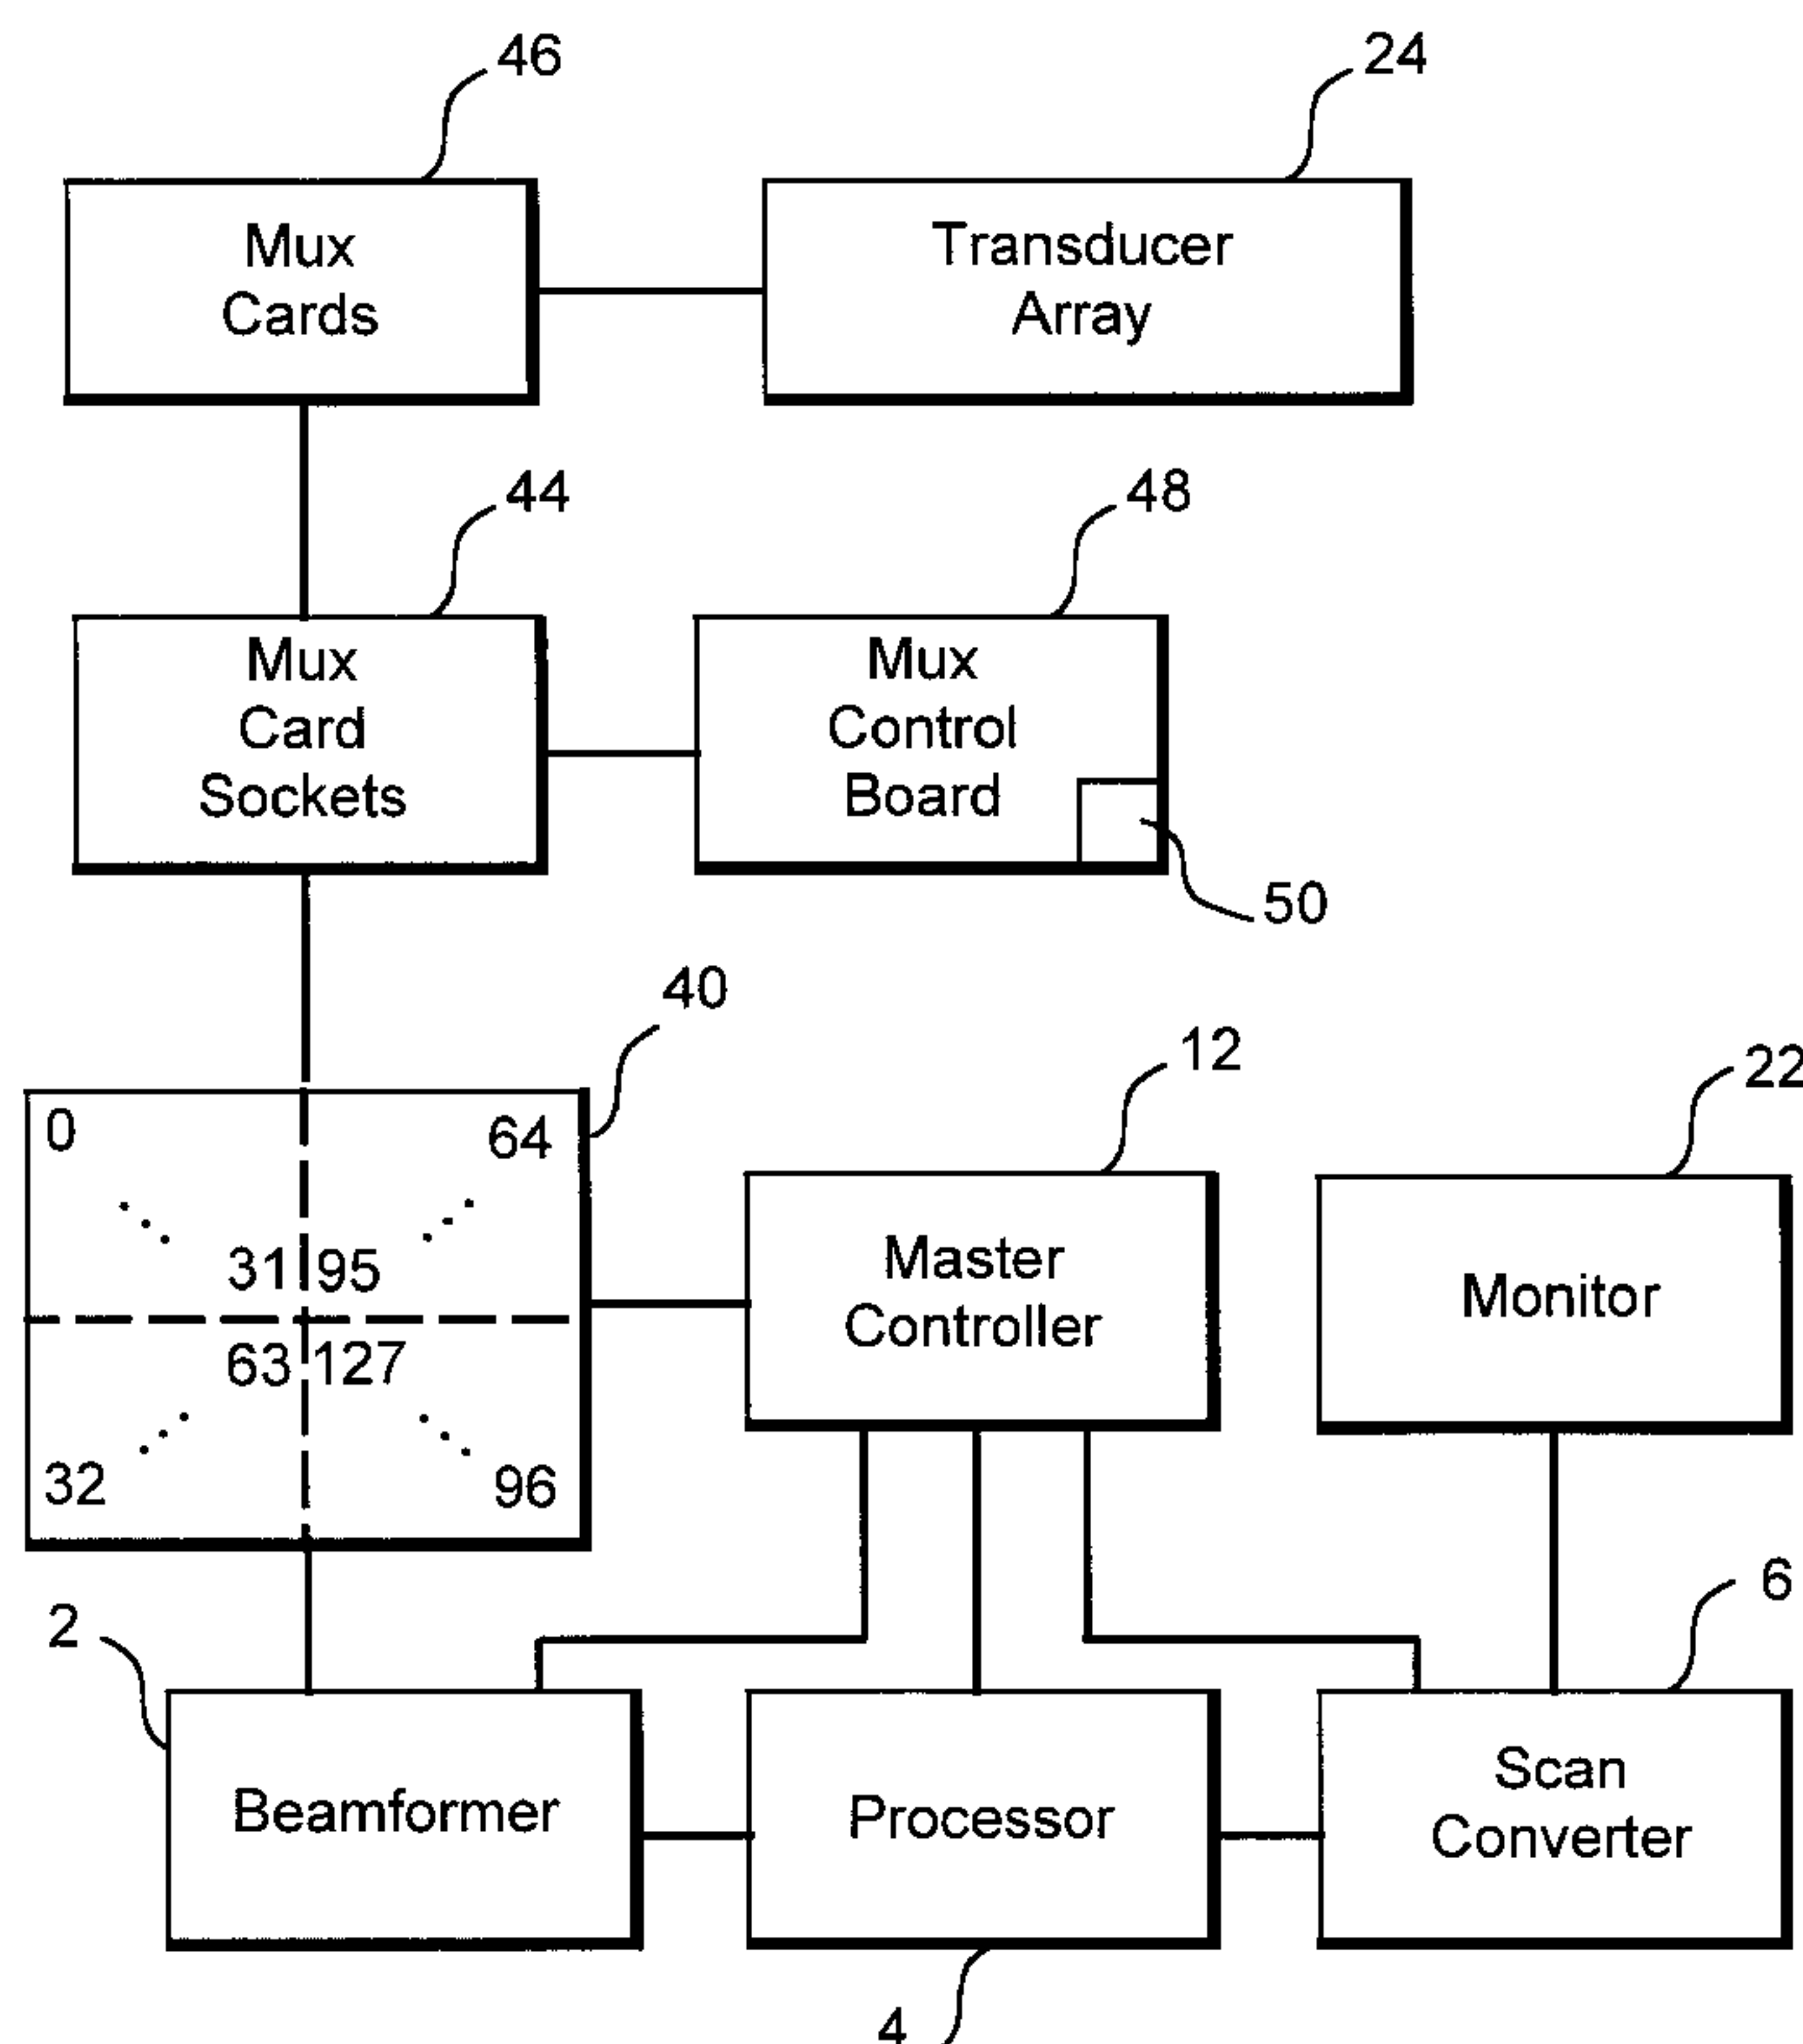 46
24
Mux
Cards
Transducer
Array
44
48
Mux
Card
Sockets
Mux
Control
Board
50
40
12
22
0
64
31
95
63
127
32
96
Master
Controller
Monitor
2
6
Beamformer
Processor
Scan
Converter
4